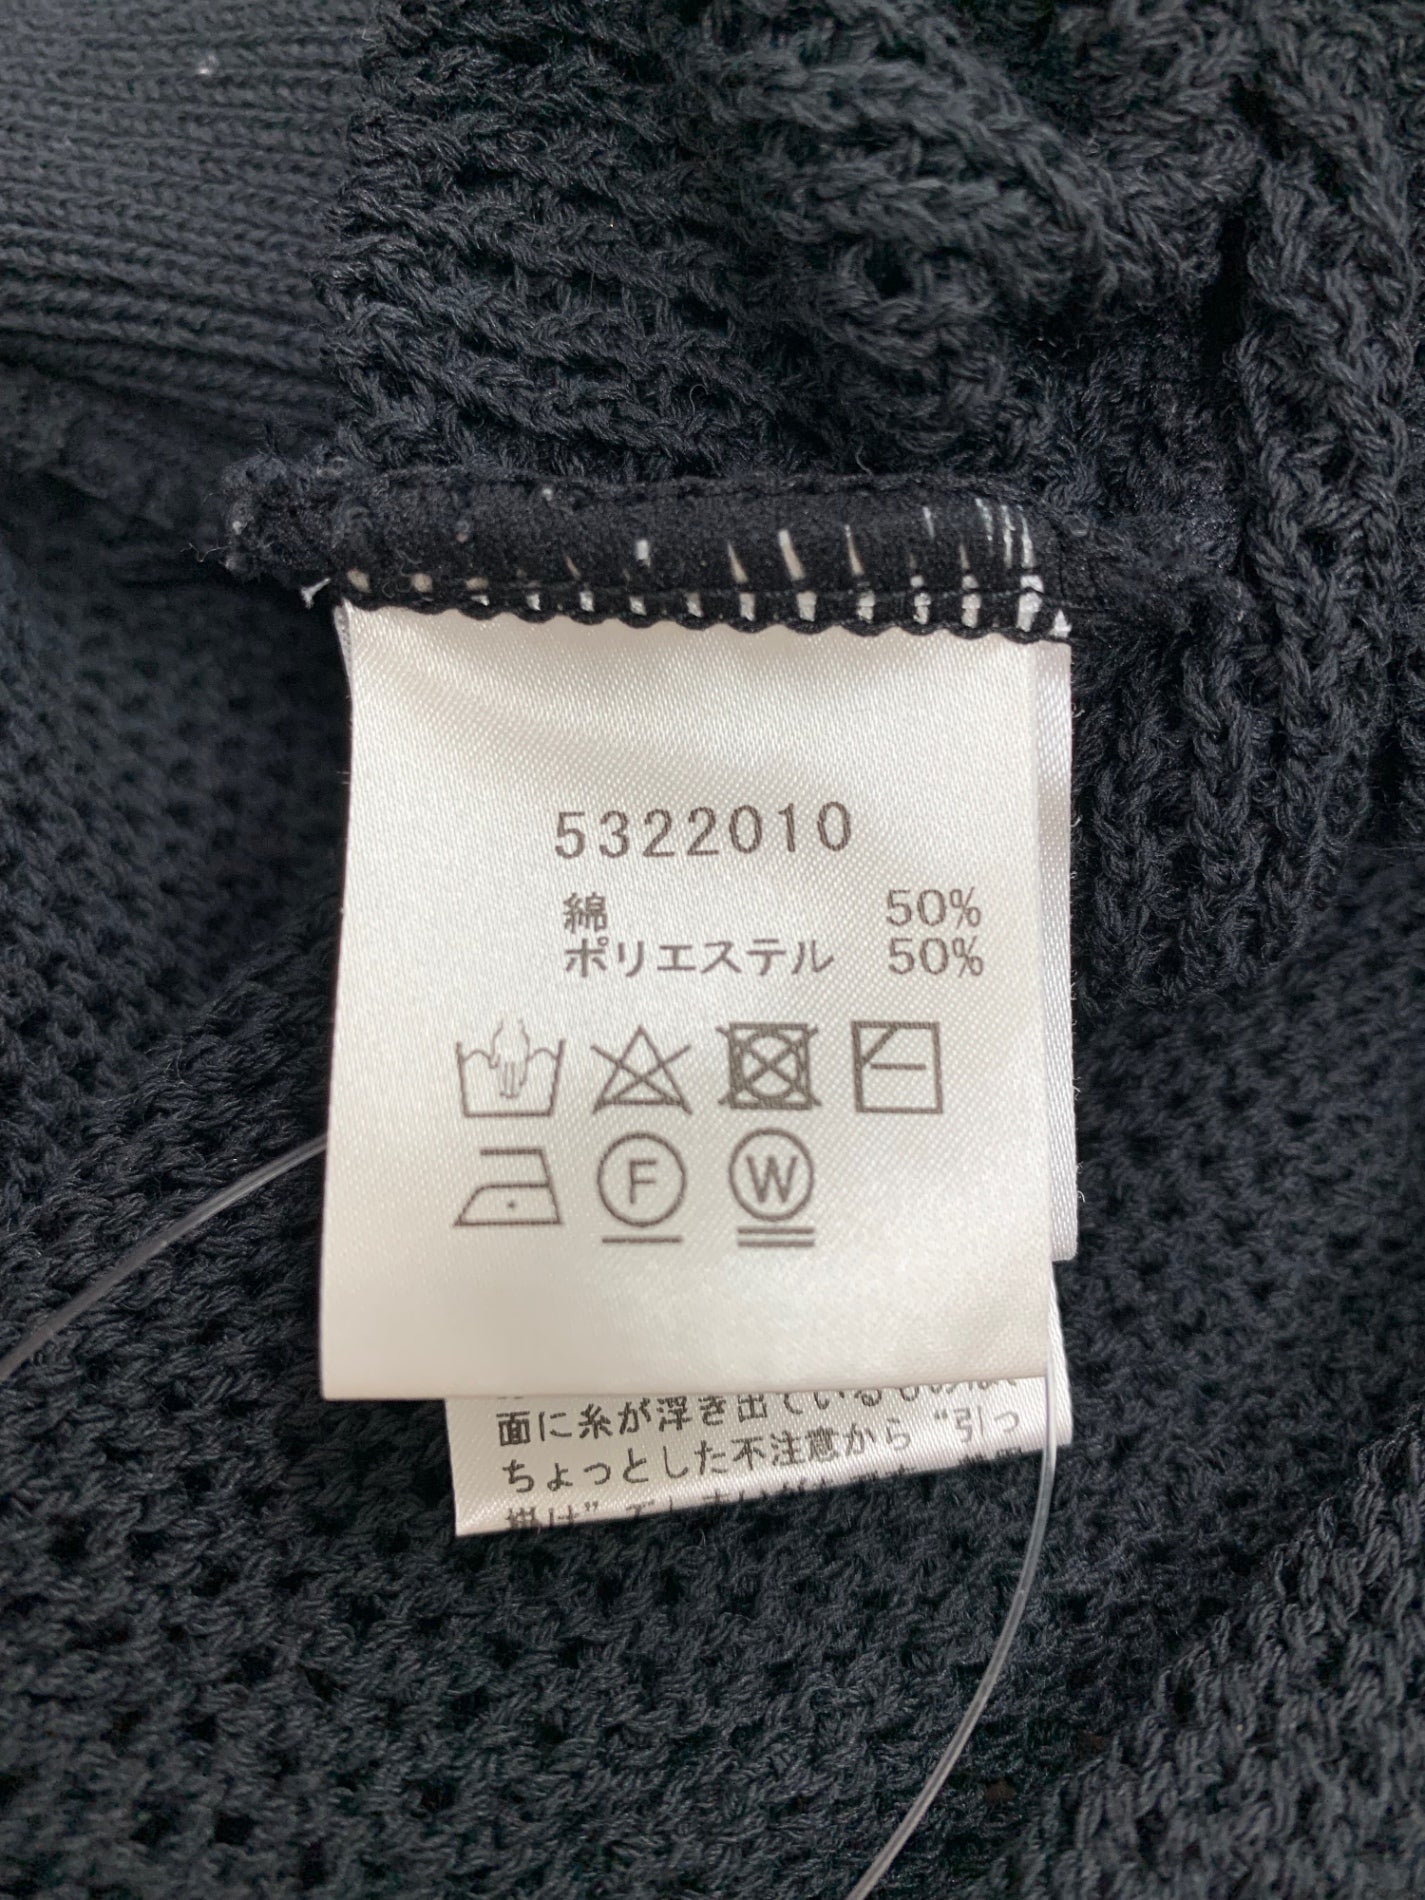 5322010
綿 50%
ポリエステル 50%
F W
面に糸が浮き出ている
ちょっとした不注意から“引っ